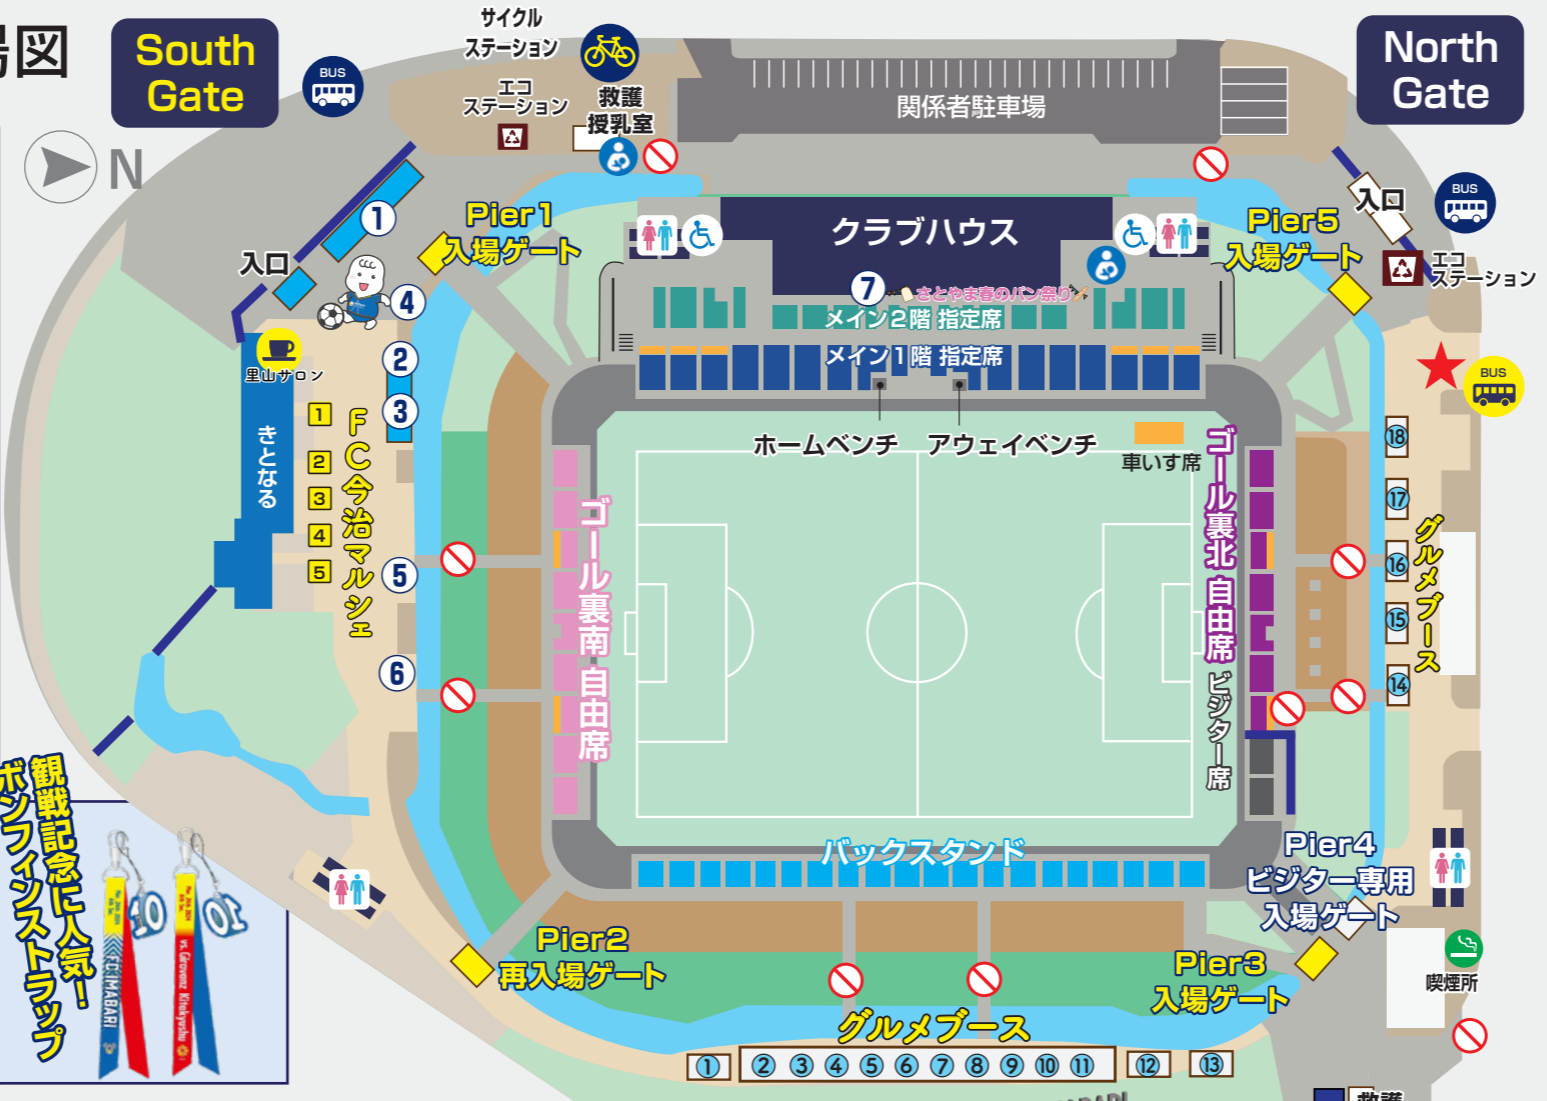 場図
South
Gate
BUS
N
サイクル
ステーション
エコ
ステーション
救護
授乳室
関係者駐車場
North
Gate
BUS
入口
エコ
ステーション
BUS
入口
1
4
2
3
5
6
Pier1
入場ゲート
クラブハウス
7
さとやま春のパン祭り
メイン2階 指定席
メイン1階 指定席
Pier5
入場ゲート
里山サロン
きとなる
FC今治マルシェ
1
2
3
4
5
ホームベンチ
アウェイベンチ
車いす席
ゴール裏南 自由席
ゴール裏北 自由席
ビジター席
グルメブース
18
17
16
15
14
バックスタンド
Pier4
ビジター専用
入場ゲート
Pier2
再入場ゲート
Pier3
入場ゲート
喫煙所
グルメブース
1
2
3
4
5
6
7
8
9
10
11
12
13
救護
観戦記念に人気!
ボンフィンストラップ
F.C.IMABARI
vs. Giravanz Kitakyushu
10
10